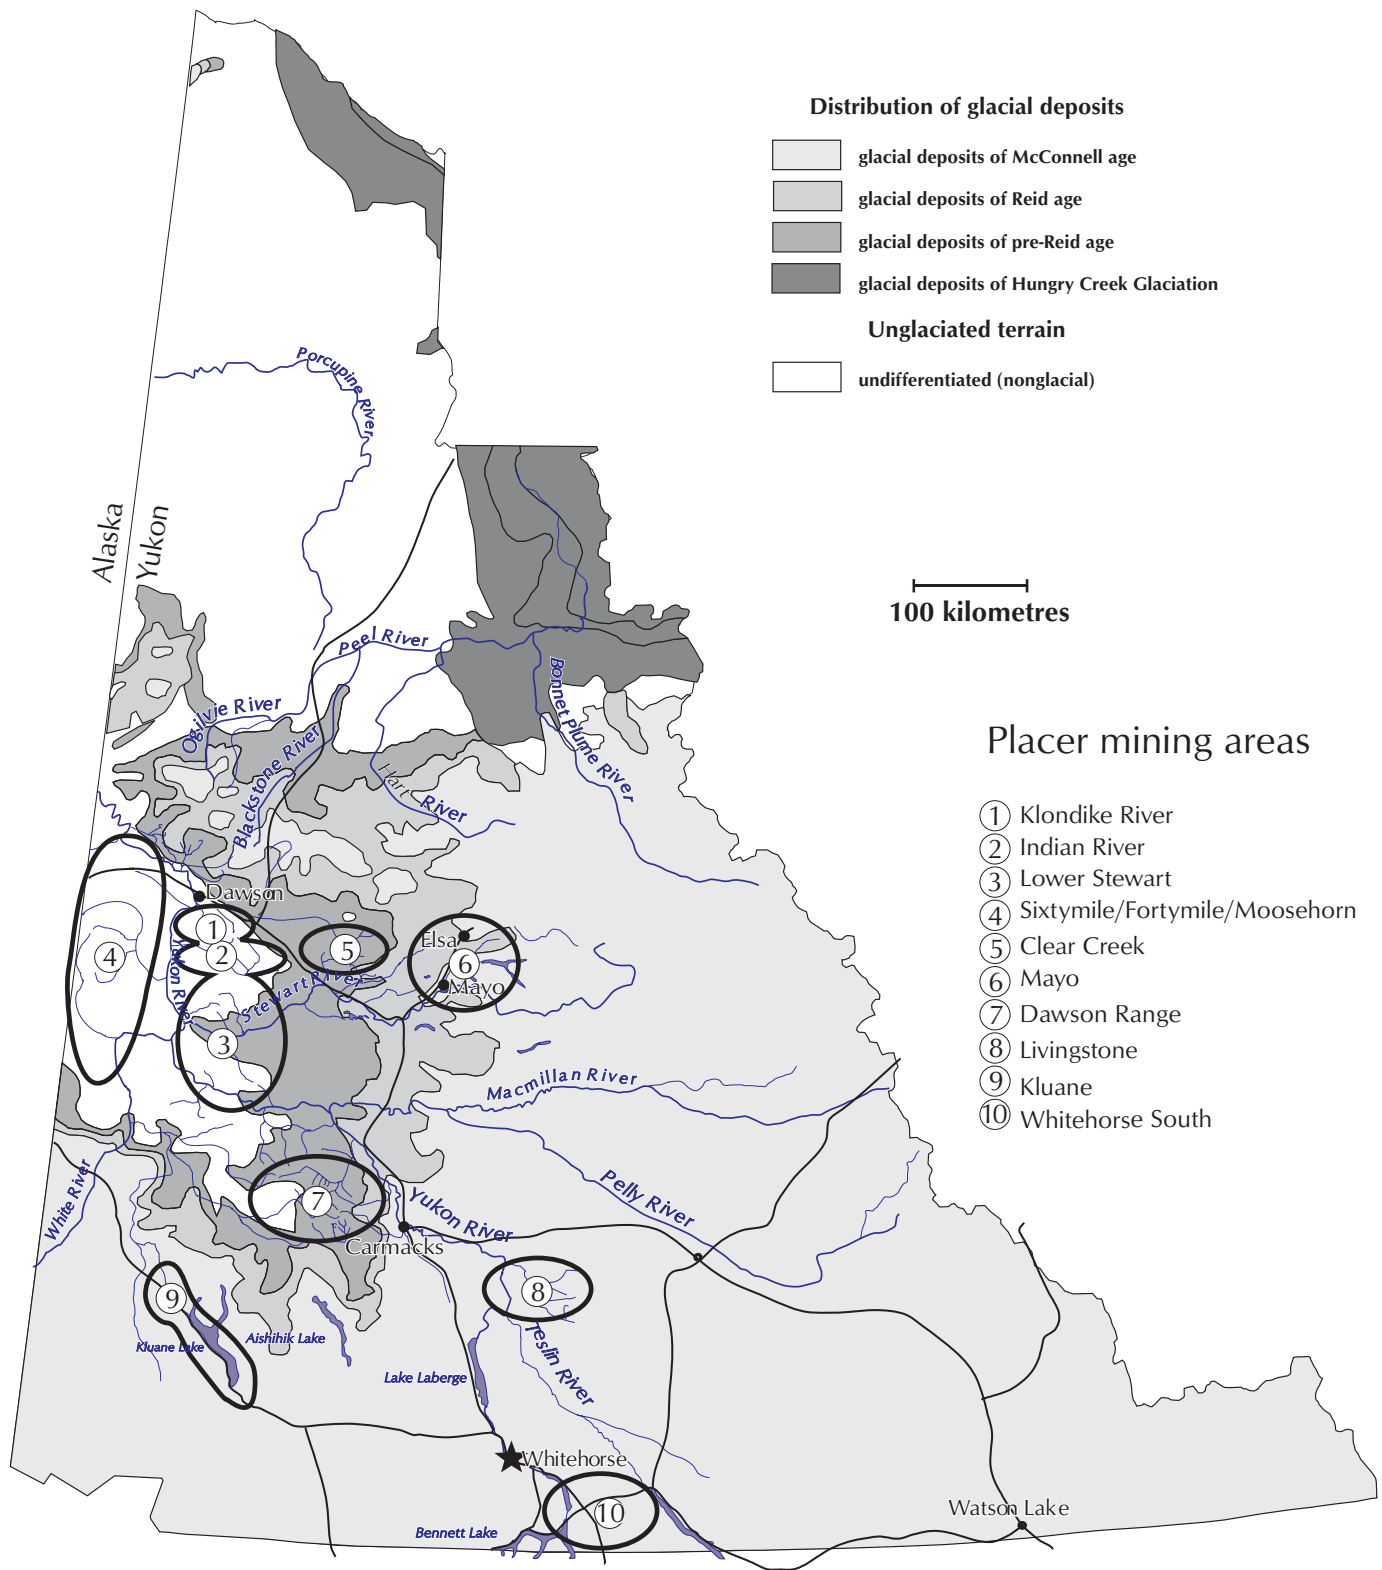 Distribution of glacial deposits
glacial deposits of McConnell age
glacial deposits of Reid age
glacial deposits of pre-Reid age
glacial deposits of Hungry Creek Glaciation
Unglaciated terrain
undifferentiated (nonglacial)
Porcupine River
Alaska
Yukon
100 kilometres
Peel River
Bonnet Plume River
Ogilvie River
Blackstone River
Hart River
Placer mining areas
1 Klondike River
2 Indian River
3 Lower Stewart
4 Sixtymile/Fortymile/Moosehorn
5 Clear Creek
6 Mayo
7 Dawson Range
8 Livingstone
9 Kluane
10 Whitehorse South
Dawson
1
2
Yukon River
4
5
Elsa
6
Mayo
Stewart River
3
Macmillan River
White River
7
Pelly River
Yukon River
Carmacks
8
9
Kluane Lake
Aishihik Lake
Lake Laberge
Teslin River
Whitehorse
10
Bennett Lake
Watson Lake